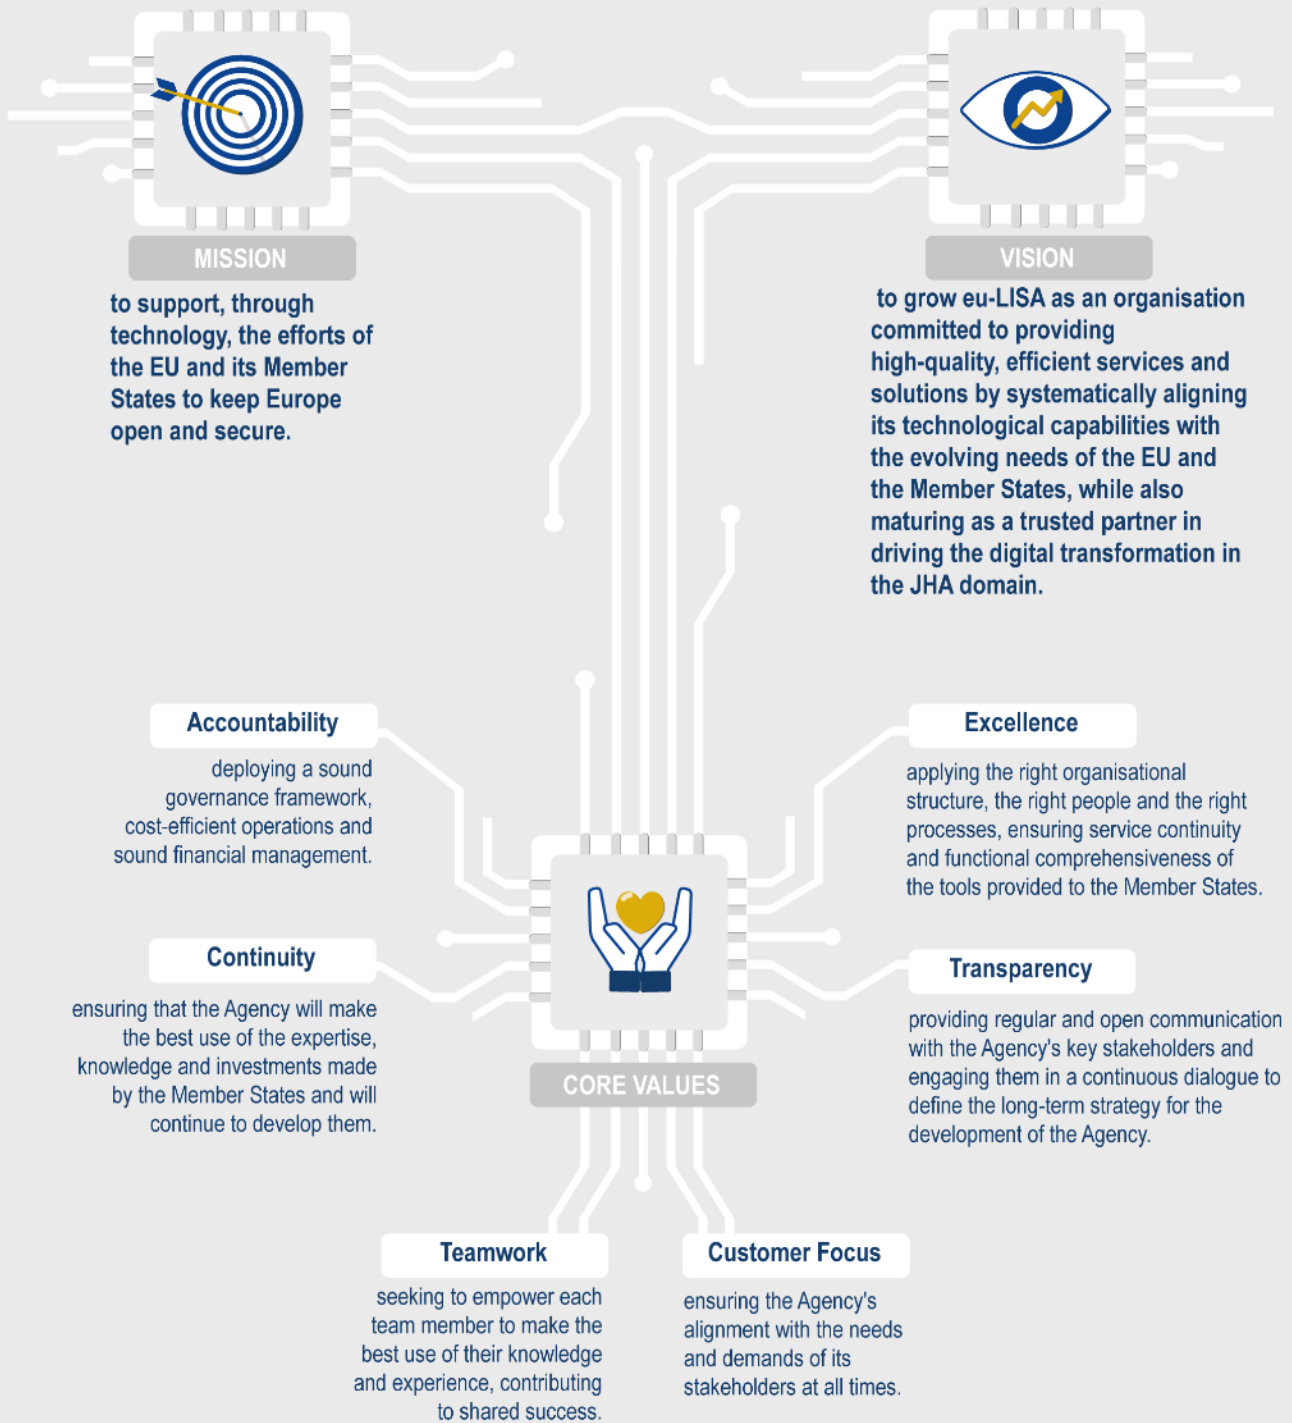 MISSION
to support, through
technology, the efforts of
the EU and its Member
States to keep Europe
open and secure.
VISION
to grow eu-LISA as an organisation
committed to providing
high-quality, efficient services and
solutions by systematically aligning
its technological capabilities with
the evolving needs of the EU and
the Member States, while also
maturing as a trusted partner in
driving the digital transformation in
the JHA domain.
Accountability
deploying a sound
governance framework,
cost-efficient operations and
sound financial management.
Excellence
applying the right organisational
structure, the right people and the right
processes, ensuring service continuity
and functional comprehensiveness of
the tools provided to the Member States.
Continuity
ensuring that the Agency will make
the best use of the expertise,
knowledge and investments made
by the Member States and will
continue to develop them.
Transparency
providing regular and open communication
with the Agency's key stakeholders and
engaging them in a continuous dialogue to
define the long-term strategy for the
development of the Agency.
CORE VALUES
Teamwork
seeking to empower each
team member to make the
best use of their knowledge
and experience, contributing
to shared success.
Customer Focus
ensuring the Agency's
alignment with the needs
and demands of its
stakeholders at all times.